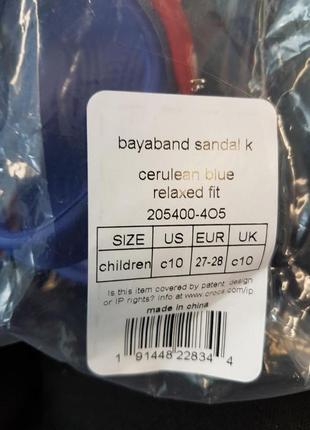 bayaband sandal k
cerulean blue
relaxed fit
205400-4O5
SIZE US EUR UK
children c10 27-28 c10
Is this item covered by patent, design
or IP rights? info at www.crocs.com/ip
made in china
1 91448 22834 4